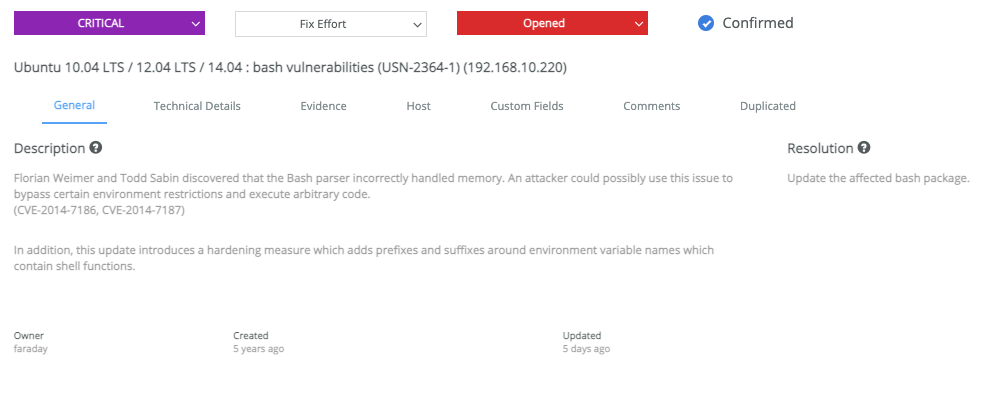 CRITICAL
Fix Effort
Opened
Confirmed
Ubuntu 10.04 LTS / 12.04 LTS / 14.04 : bash vulnerabilities (USN-2364-1) (192.168.10.220)
General
Technical Details
Evidence
Host
Custom Fields
Comments
Duplicated
Description ?
Florian Weimer and Todd Sabin discovered that the Bash parser incorrectly handled memory. An attacker could possibly use this issue to
bypass certain environment restrictions and execute arbitrary code.
(CVE-2014-7186, CVE-2014-7187)
In addition, this update introduces a hardening measure which adds prefixes and suffixes around environment variable names which
contain shell functions.
Resolution ?
Update the affected bash package.
Owner
faraday
Created
5 years ago
Updated
5 days ago